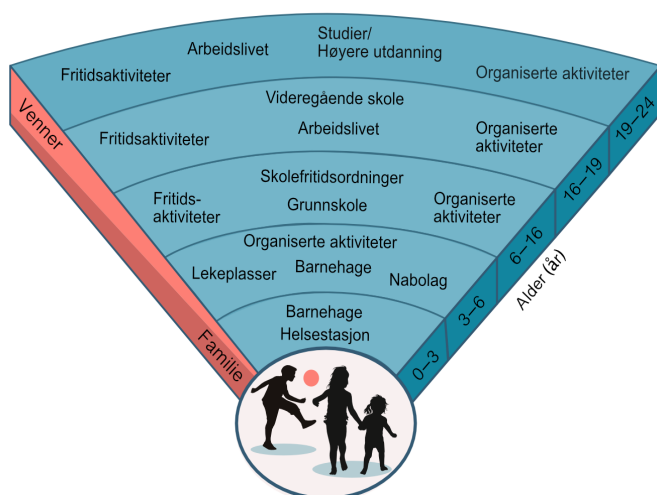 Studier/
Høyere utdanning
Arbeidslivet
Fritidsaktiviteter
Organiserte aktiviteter
Videregående skole
Fritidsaktiviteter
Arbeidslivet
Organiserte
aktiviteter
Skolefritidsordninger
Fritids-
aktiviteter
Grunnskole
Organiserte
aktiviteter
Organiserte aktiviteter
Lekeplasser
Barnehage
Nabolag
Barnehage
Helsestasjon
Venner
Familie
19–24
16–19
6–16
3–6
0–3
Alder (år)